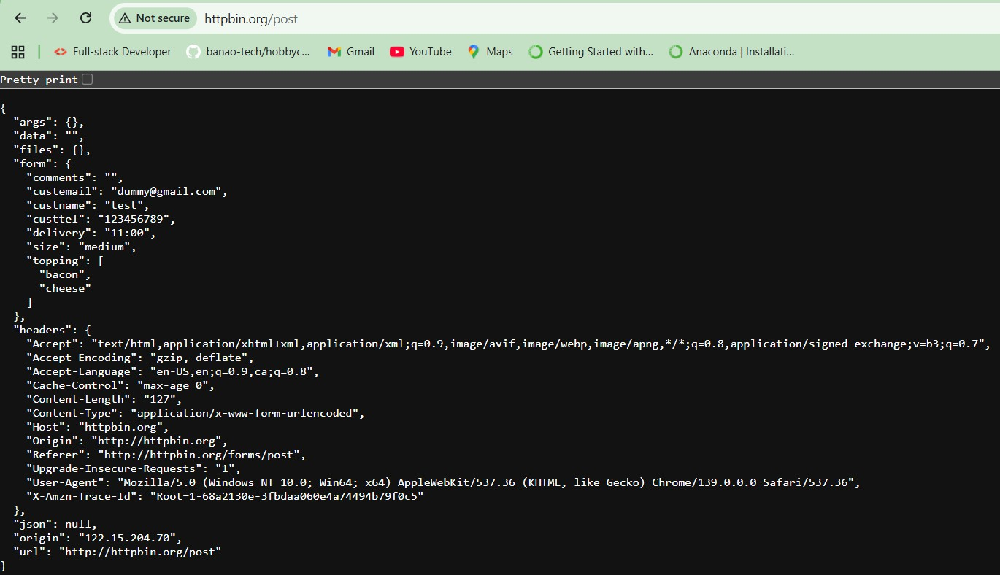 Not secure httpbin.org/post
Full-stack Developer banao-tech/hobbyc... Gmail YouTube Maps Getting Started with... Anaconda | Installati...
Pretty-print
{
  "args": {},
  "data": "",
  "files": {},
  "form": {
    "comments": "",
    "custemail": "dummy@gmail.com",
    "custname": "test",
    "custtel": "123456789",
    "delivery": "11:00",
    "size": "medium",
    "topping": [
      "bacon",
      "cheese"
    ]
  },
  "headers": {
    "Accept": "text/html,application/xhtml+xml,application/xml;q=0.9,image/avif,image/webp,image/apng,*/*;q=0.8,application/signed-exchange;v=b3;q=0.7",
    "Accept-Encoding": "gzip, deflate",
    "Accept-Language": "en-US,en;q=0.9,ca;q=0.8",
    "Cache-Control": "max-age=0",
    "Content-Length": "127",
    "Content-Type": "application/x-www-form-urlencoded",
    "Host": "httpbin.org",
    "Origin": "http://httpbin.org",
    "Referer": "http://httpbin.org/forms/post",
    "Upgrade-Insecure-Requests": "1",
    "User-Agent": "Mozilla/5.0 (Windows NT 10.0; Win64; x64) AppleWebKit/537.36 (KHTML, like Gecko) Chrome/139.0.0.0 Safari/537.36",
    "X-Amzn-Trace-Id": "Root=1-68a2130e-3fbdaa060e4a74494b79f0c5"
  },
  "json": null,
  "origin": "122.15.204.70",
  "url": "http://httpbin.org/post"
}